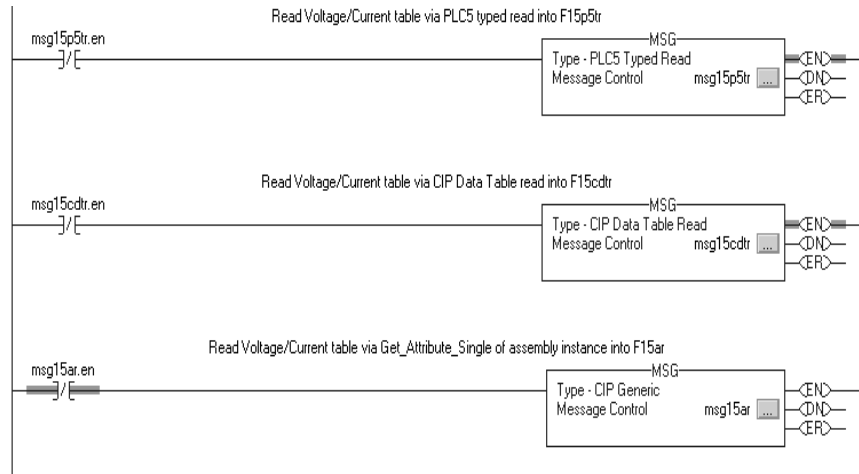 Read Voltage/Current table via PLC5 typed read into F15p5tr
msg15p5tr.en
MSG
Type - PLC5 Typed Read
Message Control msg15p5tr ...
EN
DN
ER
Read Voltage/Current table via CIP Data Table read into F15cdtr
msg15cdtr.en
MSG
Type - CIP Data Table Read
Message Control msg15cdtr ...
EN
DN
ER
Read Voltage/Current table via Get_Attribute_Single of assembly instance into F15ar
msg15ar.en
MSG
Type - CIP Generic
Message Control msg15ar ...
EN
DN
ER